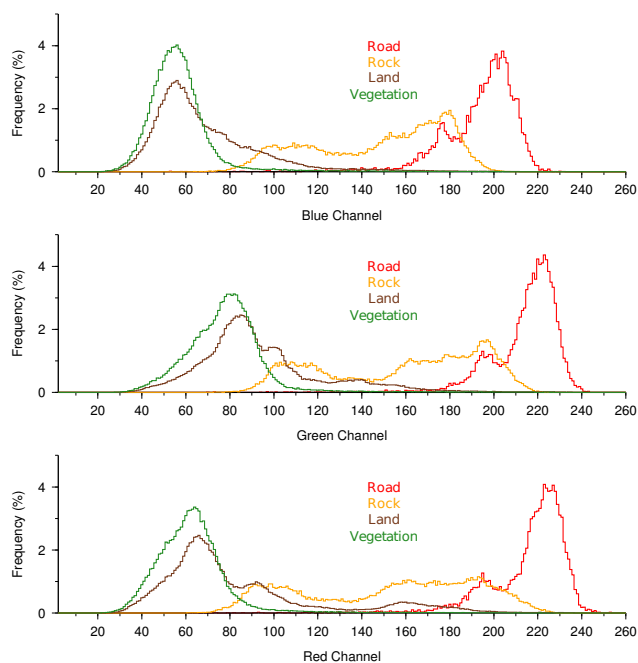 4
2
0
Frequency (%)
Road
Rock
Land
Vegetation
20 40 60 80 100 120 140 160 180 200 220 240 260
Blue Channel
4
2
0
Frequency (%)
Road
Rock
Land
Vegetation
20 40 60 80 100 120 140 160 180 200 220 240 260
Green Channel
4
2
0
Frequency (%)
Road
Rock
Land
Vegetation
20 40 60 80 100 120 140 160 180 200 220 240 260
Red Channel